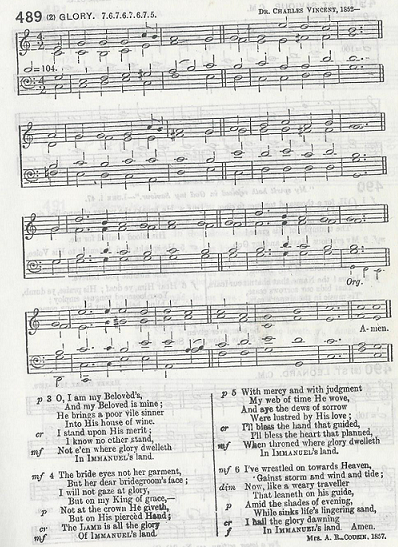 489 (2) GLORY. 7.6.7.6.7.6.7.5.
DR. CHARLES VINCENT, 1852—
=104.
Org.
A-men.
p 3 O, I am my Belovèd's,
And my Beloved is mine;
He brings a poor vile sinner
Into His house of wine.
cr I stand upon His merit;
I know no other stand,
mf Not e'en where glory dwelleth
In IMMANUEL'S land.
mf 4 The bride eyes not her garment,
But her dear bridegroom's face;
I will not gaze at glory,
But on my King of grace,—
p Not at the crown He giveth,
But on His pierced Hand;
cr The LAMB is all the glory
mf Of IMMANUEL'S land.
p 5 With mercy and with judgment
My web of time He wove,
And aye the dews of sorrow
Were lustred by His love;
cr I'll bless the hand that guided,
I'll bless the heart that planned,
mf When throned where glory dwelleth
In IMMANUEL'S land.
mf 6 I've wrestled on towards Heaven,
'Gainst storm and wind and tide;
dim Now, like a weary traveller
That leaneth on his guide,
p Amid the shades of evening,
While sinks life's lingering sand,
cr I hail the glory dawning
f In IMMANUEL'S land. Amen.
MRS. A. R. COUSIN, 1857.